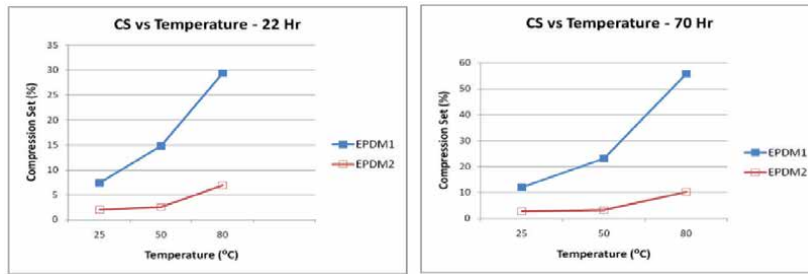 CS vs Temperature - 22 Hr
35
30
25
20
15
10
5
0
Compression Set (%)
25 50 80
Temperature (°C)
EPDM1
EPDM2
CS vs Temperature - 70 Hr
60
50
40
30
20
10
0
Compression Set (%)
25 50 80
Temperature (°C)
EPDM1
EPDM2